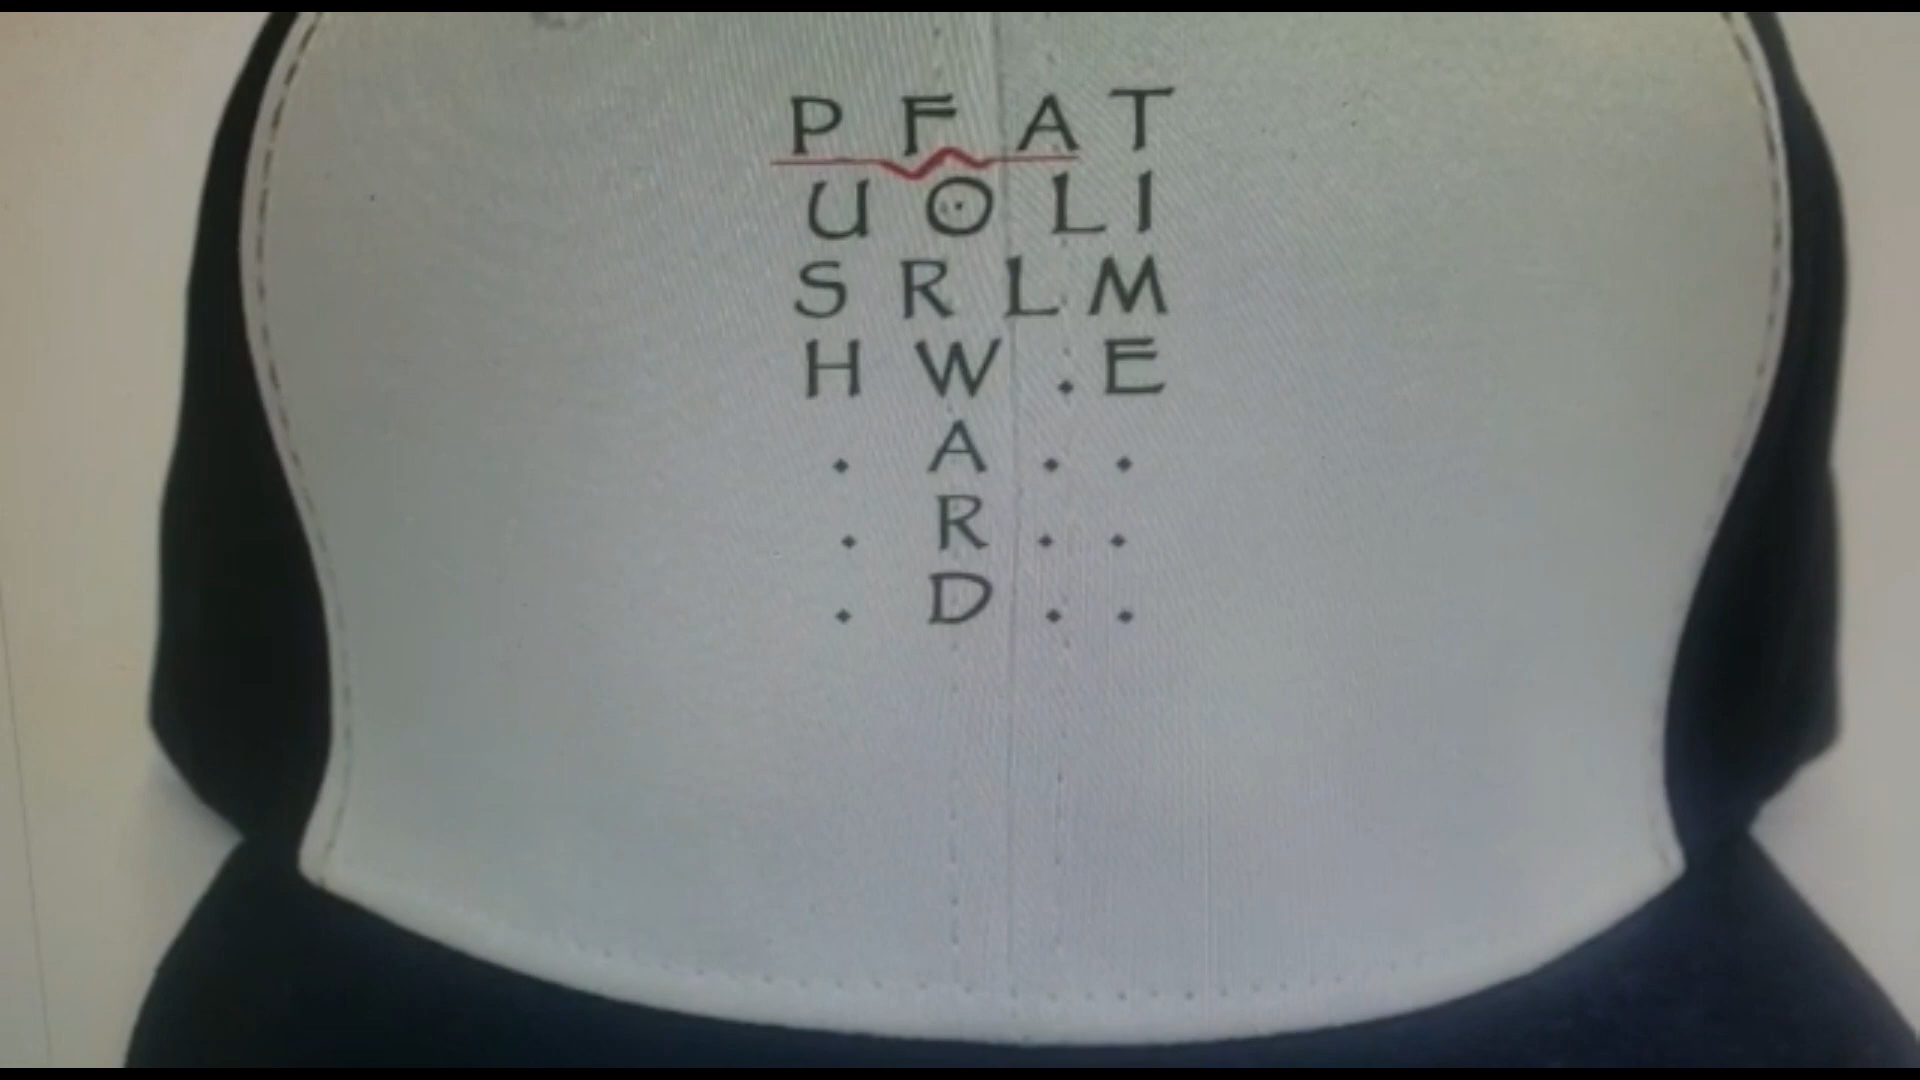 P F A T
U O L I
S R L M
H W . E
. A . .
. R . .
. D . .